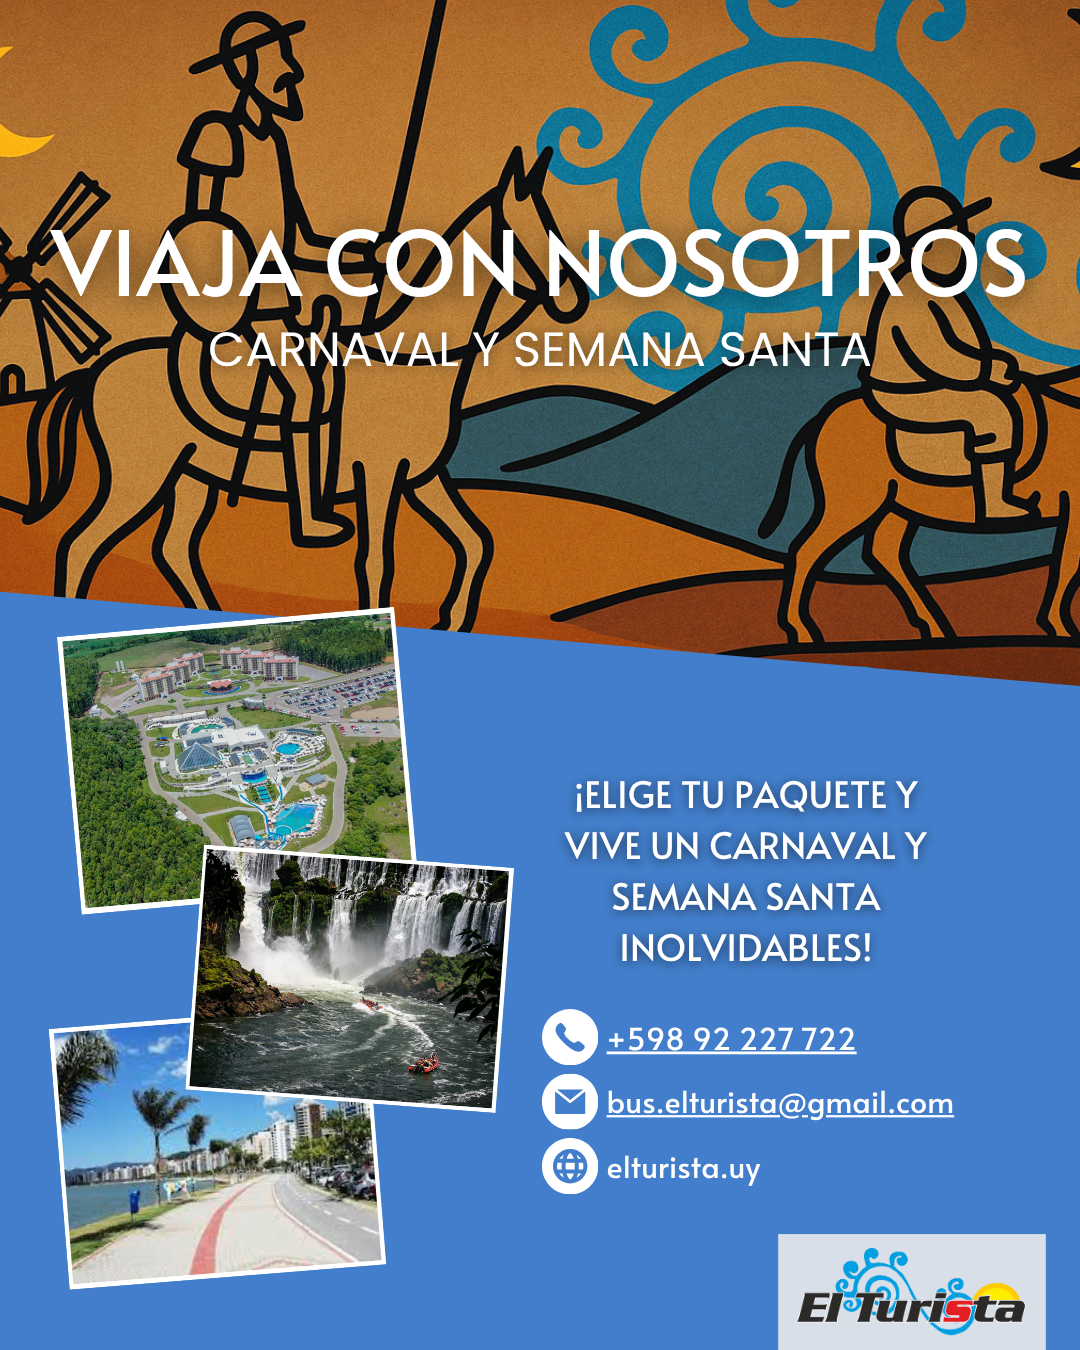 VIAJA CON NOSOTROS
CARNAVAL Y SEMANA SANTA
¡ELIGE TU PAQUETE Y
VIVE UN CARNAVAL Y
SEMANA SANTA
INOLVIDABLES!
+598 92 227 722
bus.elturista@gmail.com
elturista.uy
El Turista